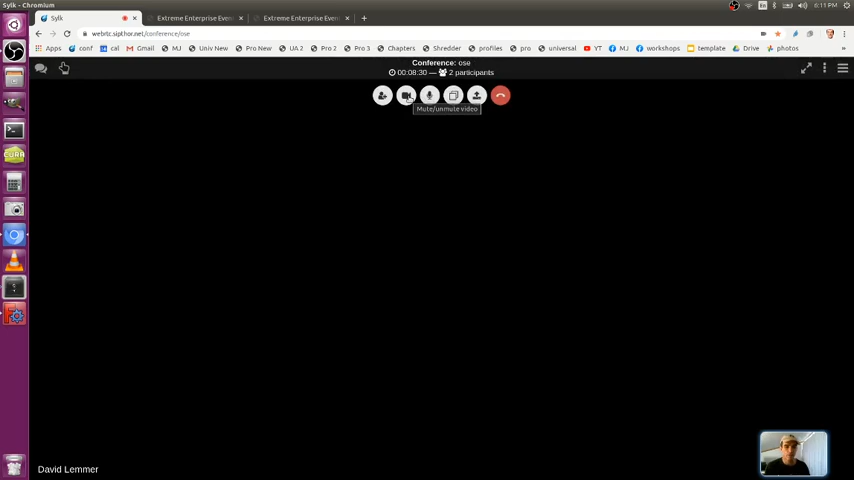 Sylk - Chromium
En
6:11 PM
Sylk
Extreme Enterprise Even
Extreme Enterprise Even
webrtc.sipthor.net/conference/ose
Apps conf cal Gmail MJ Univ New Pro New UA 2 Pro 2 Pro 3 Chapters Shredder profiles pro universal YT MJ workshops template Drive photos
Conference: ose
00:08:30 — 2 participants
Mute/unmute video
CURA
David Lemmer